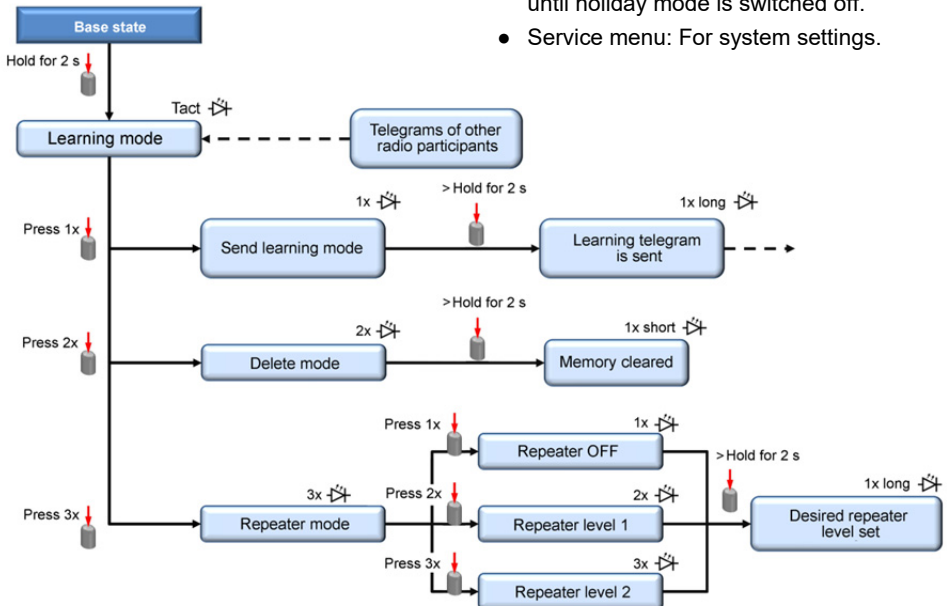 until holiday mode is switched off.
● Service menu: For system settings.
Base state
Hold for 2 s
Tact
Learning mode
Telegrams of other
radio participants
Press 1x
1x
Send learning mode
>Hold for 2 s
1x long
Learning telegram
is sent
Press 2x
2x
Delete mode
>Hold for 2 s
1x short
Memory cleared
Press 3x
3x
Repeater mode
Press 1x
1x
Repeater OFF
Press 2x
2x
Repeater level 1
Press 3x
3x
Repeater level 2
>Hold for 2 s
1x long
Desired repeater
level set